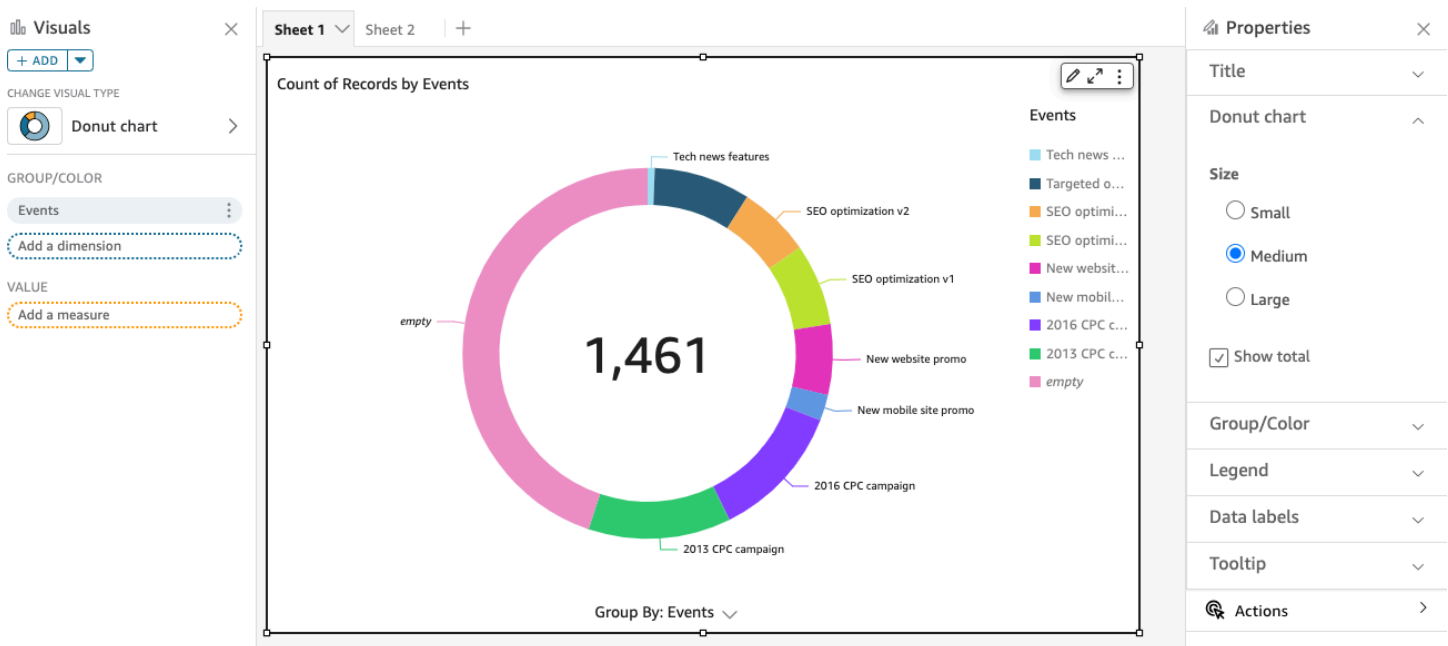 Visuals
+ ADD
CHANGE VISUAL TYPE
Donut chart
GROUP/COLOR
Events
Add a dimension
VALUE
Add a measure
Sheet 1
Sheet 2
Count of Records by Events
Tech news features
SEO optimization v2
SEO optimization v1
empty
1,461
New website promo
New mobile site promo
2016 CPC campaign
2013 CPC campaign
Group By: Events
Events
Tech news ...
Targeted o...
SEO optimi...
SEO optimi...
New websit...
New mobil...
2016 CPC c...
2013 CPC c...
empty
Properties
Title
Donut chart
Size
Small
Medium
Large
Show total
Group/Color
Legend
Data labels
Tooltip
Actions